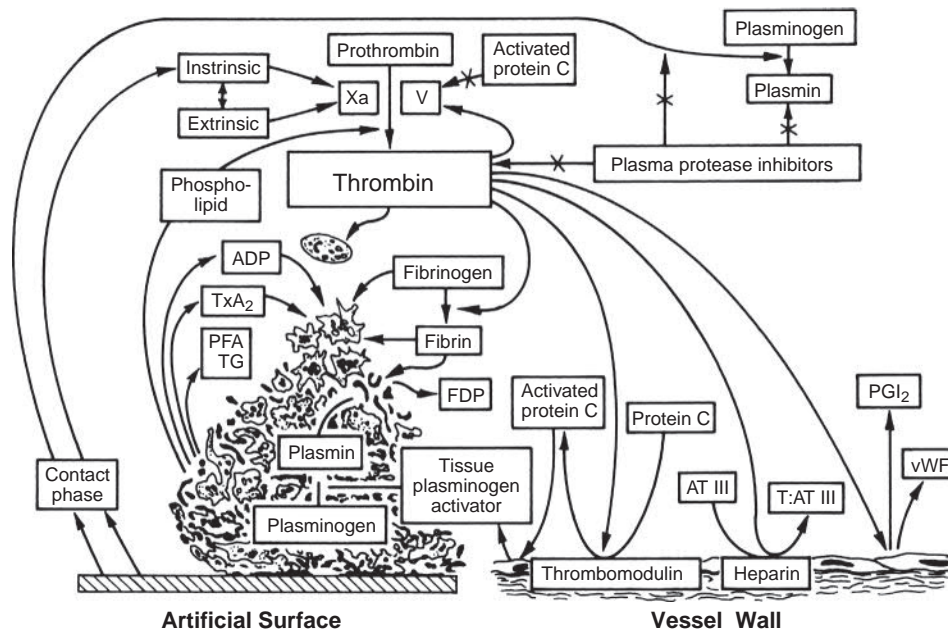 Prothrombin
Activated
protein C
Plasminogen
Instrinsic
Xa
V
Plasmin
Extrinsic
Plasma protease inhibitors
Thrombin
Phospho-
lipid
ADP
Fibrinogen
TxA2
PFA
TG
Fibrin
FDP
Activated
protein C
Protein C
PGI2
Plasmin
Tissue
plasminogen
activator
vWF
Contact
phase
AT III
T:AT III
Plasminogen
Thrombomodulin
Heparin
Artificial Surface
Vessel Wall